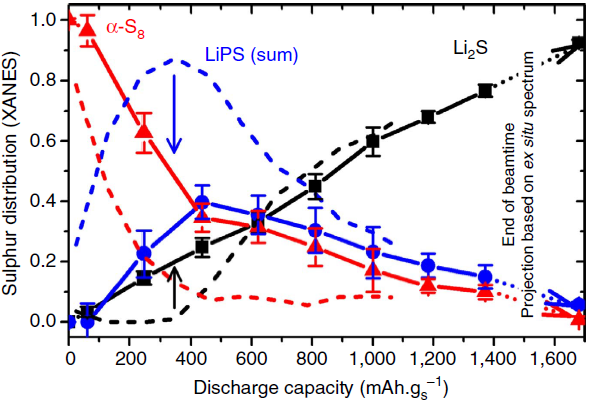 α-S8
LiPS (sum)
Li2S
1.0
0.8
0.6
0.4
0.2
0.0
Sulphur distribution (XANES)
End of beamtime
Projection based on ex situ spectrum
0 200 400 600 800 1,000 1,200 1,400 1,600
Discharge capacity (mAh.gs⁻¹)